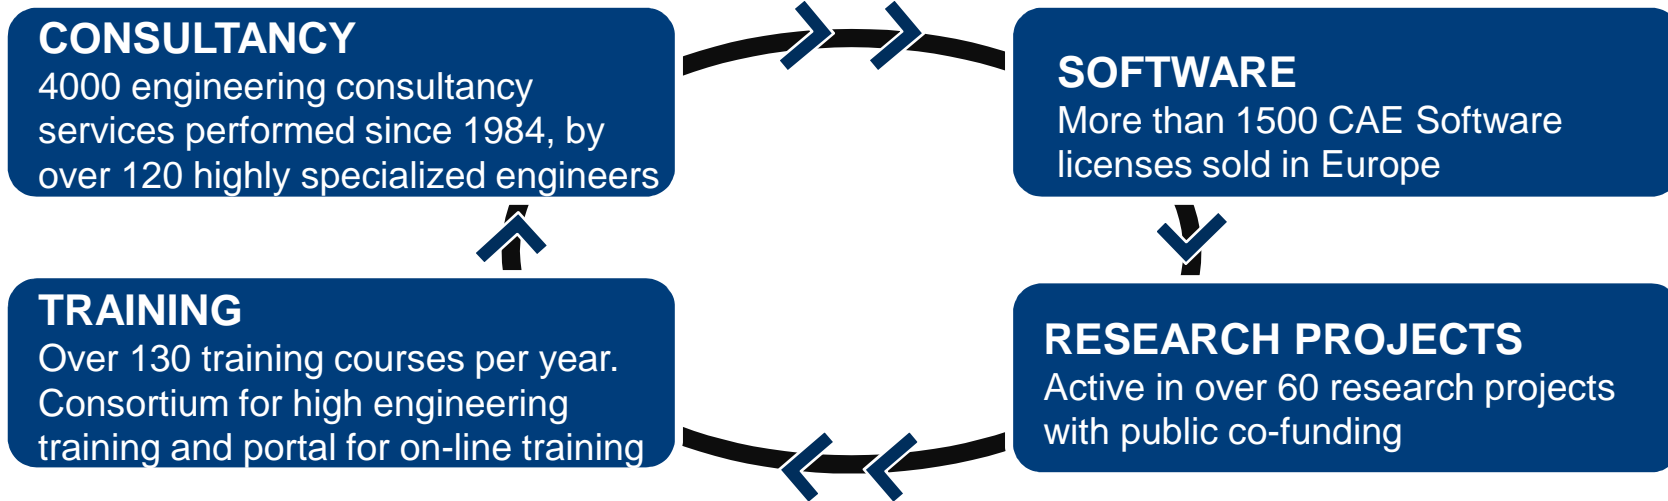 CONSULTANCY
4000 engineering consultancy
services performed since 1984, by
over 120 highly specialized engineers
SOFTWARE
More than 1500 CAE Software
licenses sold in Europe
TRAINING
Over 130 training courses per year.
Consortium for high engineering
training and portal for on-line training
RESEARCH PROJECTS
Active in over 60 research projects
with public co-funding